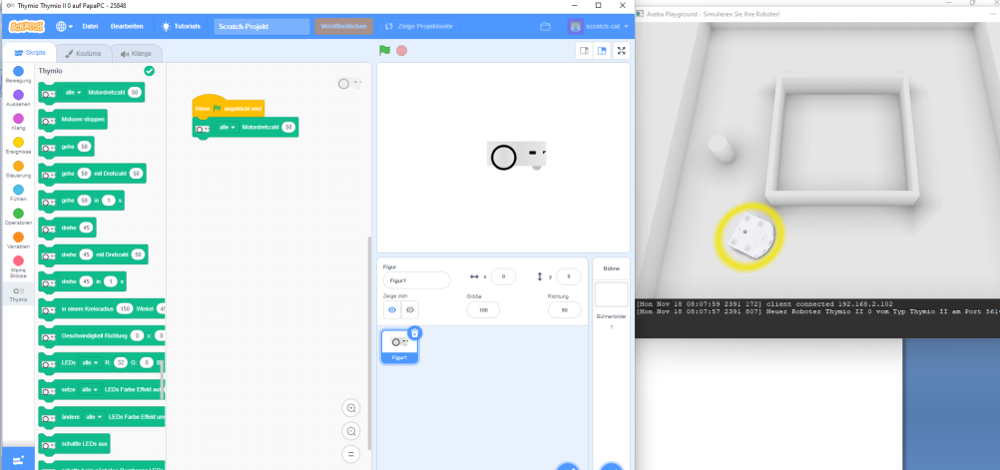 Thymio Thymio II 0 auf PapaPC - 25848
SCRATCH
Datei
Bearbeiten
Tutorials
Scratch-Projekt
Veröffentlichen
Zeige Projektseite
scratch-cat
Skripte
Kostüme
Klänge
Bewegung
Aussehen
Klang
Ereignisse
Steuerung
Fühlen
Operatoren
Variablen
Meine
Blöcke
Thymio
Thymio
alle Motordrehzahl 50
Motoren stoppen
gehe 50
gehe 50 mit Drehzahl 50
gehe 50 in 1 s
drehe 45
drehe 45 mit Drehzahl 50
drehe 45 in 1 s
in einem Kreisradius 150 Winkel 45
Geschwindigkeit Richtung 0 x: 0
LEDs alle R: 32 G: 0
setze alle LEDs Farbe Effekt auf
ändere alle LEDs Farbe Effekt um
schalte LEDs aus
Wenn angeklickt wird
alle Motordrehzahl 50
Figur
Figur1
x 0
y 0
Zeige dich
Größe
100
Richtung
90
Figur1
Bühne
Bühnenbilder
1
Aseba Playground - Simulieren Sie Ihre Roboter!
[Mon Nov 18 08:07:59 2391 172] client connected 192.168.2.102
[Mon Nov 18 08:07:57 2391 807] Neuer Roboter Thymio II 0 vom Typ Thymio II am Port